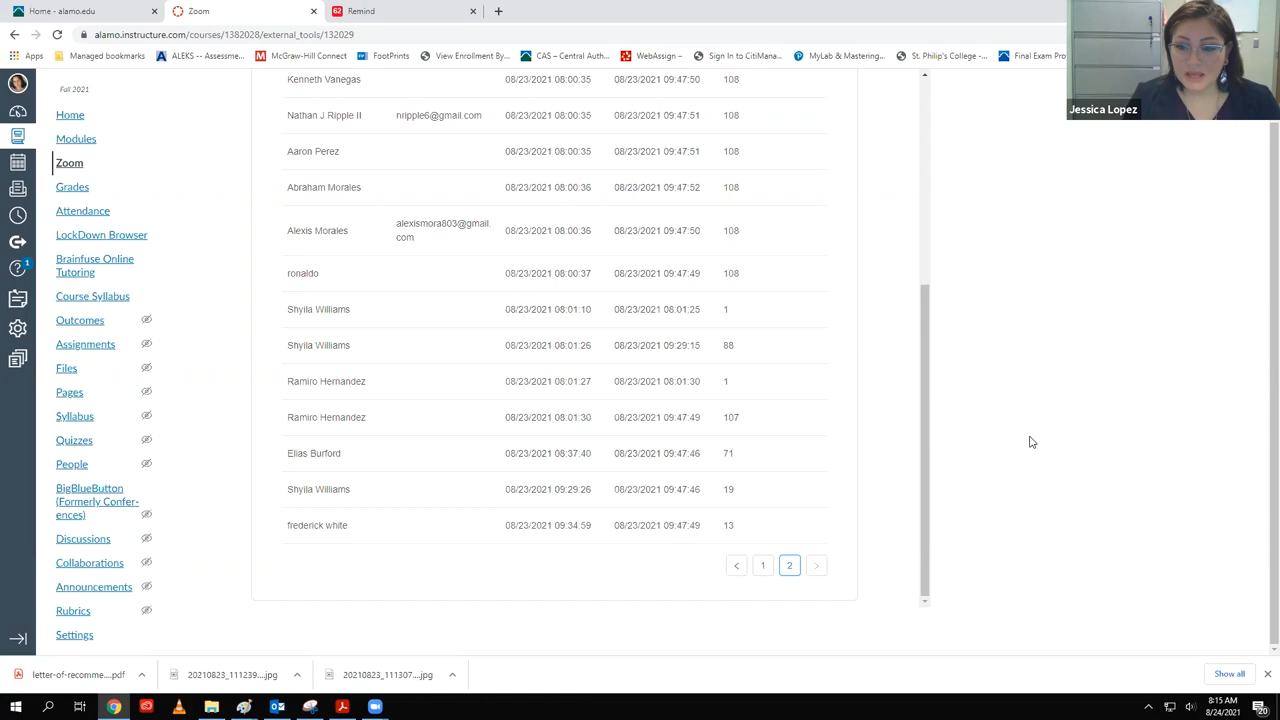 Home - alamo.edu
Zoom
62 Remind
alamo.instructure.com/courses/1382028/external_tools/132029
Apps Managed bookmarks ALEKS -- Assessme... McGraw-Hill Connect FootPrints View Enrollment By... CAS – Central Auth... WebAssign – Sign In to CitiMana... MyLab & Mastering... St. Philip's College -... Final Exam Pro
Jessica Lopez
Fall 2021
Home
Modules
Zoom
Grades
Attendance
LockDown Browser
Brainfuse Online
Tutoring
Course Syllabus
Outcomes
Assignments
Files
Pages
Syllabus
Quizzes
People
BigBlueButton
(Formerly Confer-
ences)
Discussions
Collaborations
Announcements
Rubrics
Settings
1
Kenneth Vanegas 08/23/2021 08:00:35 08/23/2021 09:47:50 108
Nathan J Ripple II nripple2@gmail.com 08/23/2021 08:00:35 08/23/2021 09:47:51 108
Aaron Perez 08/23/2021 08:00:35 08/23/2021 09:47:51 108
Abraham Morales 08/23/2021 08:00:36 08/23/2021 09:47:52 108
Alexis Morales alexismora803@gmail. 08/23/2021 08:00:36 08/23/2021 09:47:50 108
com
ronaldo 08/23/2021 08:00:37 08/23/2021 09:47:49 108
Shyila Williams 08/23/2021 08:01:10 08/23/2021 08:01:25 1
Shyila Williams 08/23/2021 08:01:26 08/23/2021 09:29:15 88
Ramiro Hernandez 08/23/2021 08:01:27 08/23/2021 08:01:30 1
Ramiro Hernandez 08/23/2021 08:01:30 08/23/2021 09:47:49 107
Elias Burford 08/23/2021 08:37:40 08/23/2021 09:47:46 71
Shyila Williams 08/23/2021 09:29:26 08/23/2021 09:47:46 19
frederick white 08/23/2021 09:34:59 08/23/2021 09:47:49 13
< 1 2 >
letter-of-recomme....pdf
20210823_111239....jpg
20210823_111307....jpg
Show all
8:15 AM
8/24/2021
20